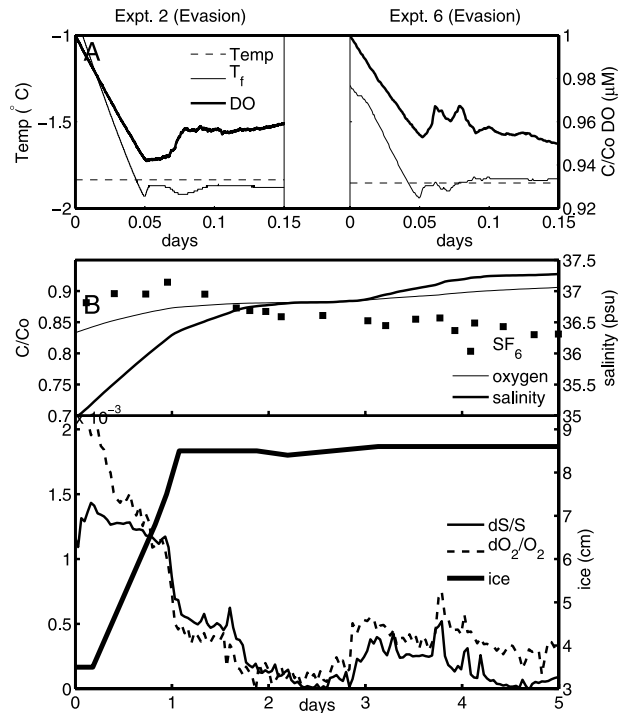 Expt. 2 (Evasion)
Expt. 6 (Evasion)
A
Temp
T_f
DO
Temp (° C)
−1
−1.5
−2
0 0.05 0.1 0.15
days
0 0.05 0.1 0.15
days
1
0.98
0.96
0.94
0.92
C/Co DO (μM)
B
C/Co
0.9
0.85
0.8
0.75
0.7
SF_6
oxygen
salinity
37.5
37
36.5
36
35.5
35
salinity (psu)
x 10^-3
2
1.5
1
0.5
0
dS/S
dO_2/O_2
ice
9
8
7
6
5
4
3
ice (cm)
0 1 2 3 4 5
days